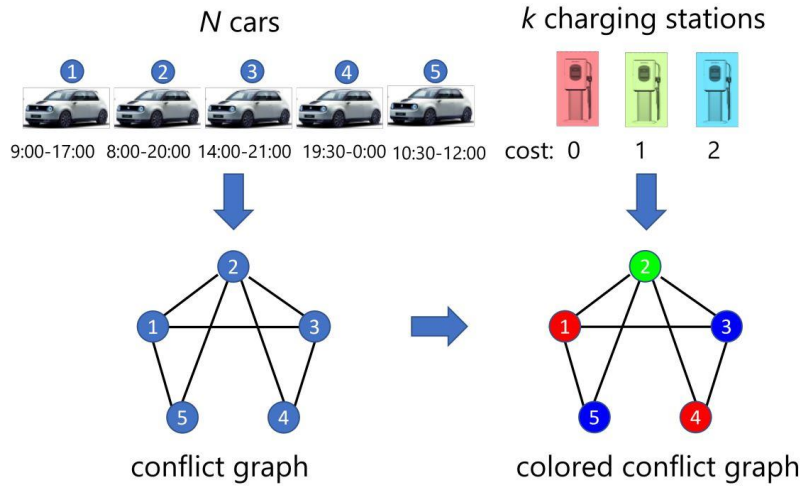 N cars
k charging stations
1 2 3 4 5
9:00-17:00 8:00-20:00 14:00-21:00 19:30-0:00 10:30-12:00
cost: 0 1 2
2
1 3
5 4
conflict graph
2
1 3
5 4
colored conflict graph